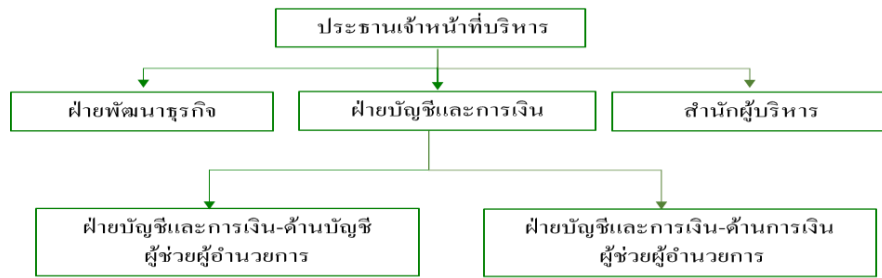 ประธานเจ้าหน้าที่บริหาร
ฝ่ายพัฒนาธุรกิจ
ฝ่ายบัญชีและการเงิน
สำนักผู้บริหาร
ฝ่ายบัญชีและการเงิน-ด้านบัญชี
ผู้ช่วยผู้อำนวยการ
ฝ่ายบัญชีและการเงิน-ด้านการเงิน
ผู้ช่วยผู้อำนวยการ